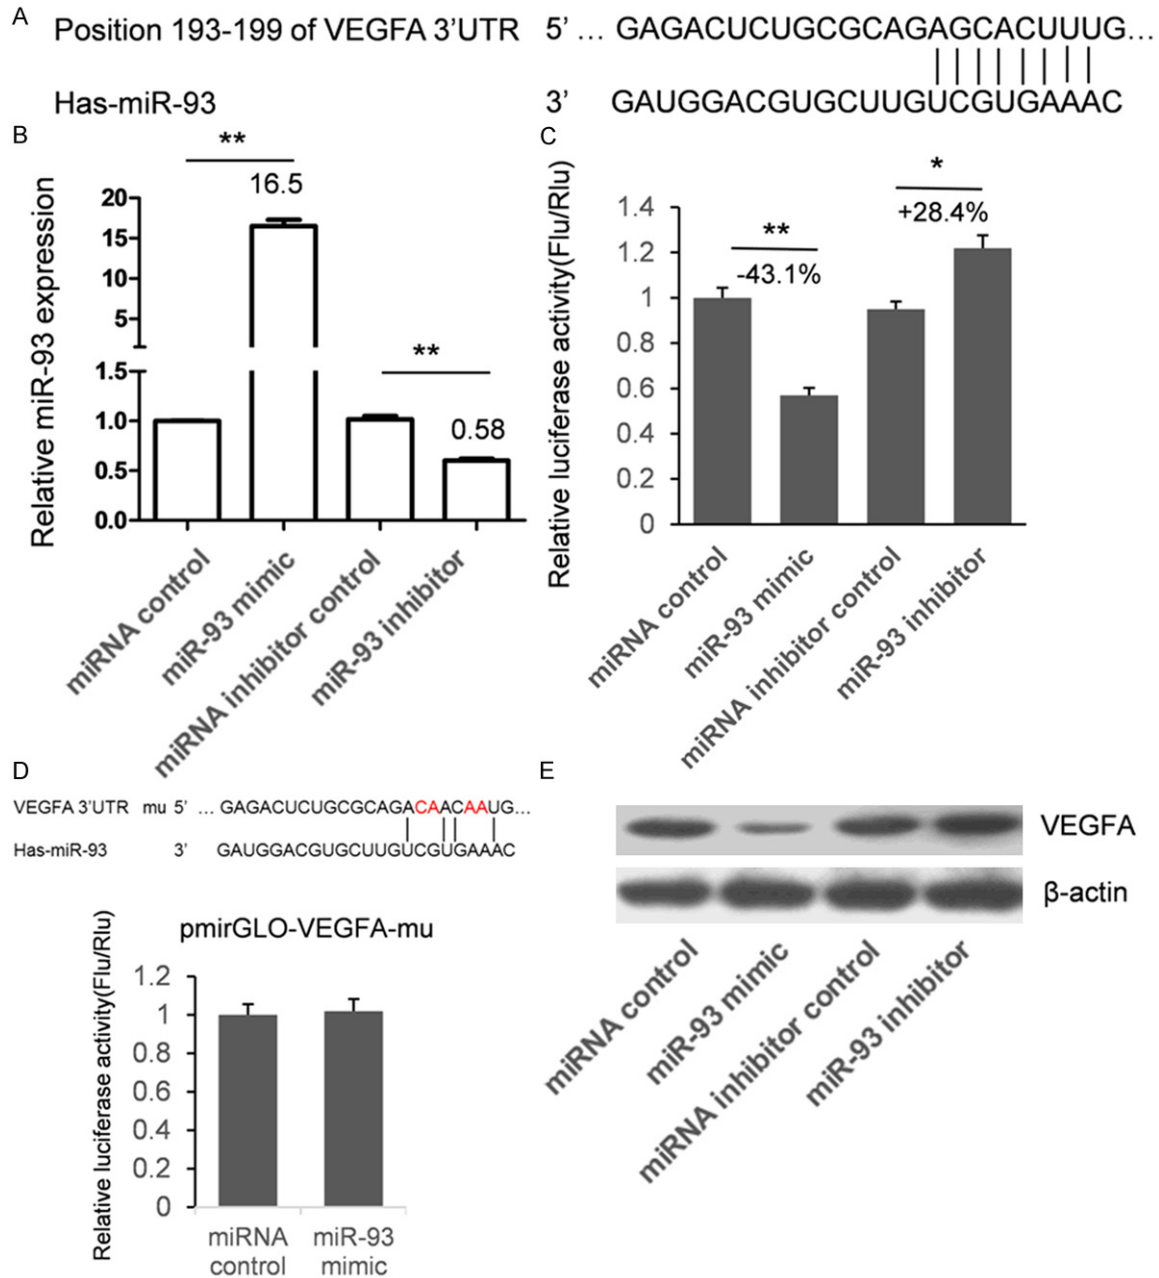 A
Position 193-199 of VEGFA 3'UTR 5' ... GAGACUCUGCGCAGAGCACUUUG...
Has-miR-93 3' GAUGGACGUGCUUGUCGUGAAAC
B
**
16.5
**
0.58
20
15
10
5
1.5
1.0
0.5
0.0
Relative miR-93 expression
miRNA control
miR-93 mimic
miRNA inhibitor control
miR-93 inhibitor
C
*
+28.4%
**
-43.1%
1.4
1.2
1
0.8
0.6
0.4
0.2
0
Relative luciferase activity(Flu/Rlu)
miRNA control
miR-93 mimic
miRNA inhibitor control
miR-93 inhibitor
D
VEGFA 3'UTR mu 5' ... GAGACUCUGCGCAGACAACAAUG...
Has-miR-93 3' GAUGGACGUGCUUGUCGUGAAAC
pmirGLO-VEGFA-mu
1.2
1
0.8
0.6
0.4
0.2
0
Relative luciferase activity(Flu/Rlu)
miRNA
control
miR-93
mimic
E
VEGFA
β-actin
miRNA control
miR-93 mimic
miRNA inhibitor control
miR-93 inhibitor